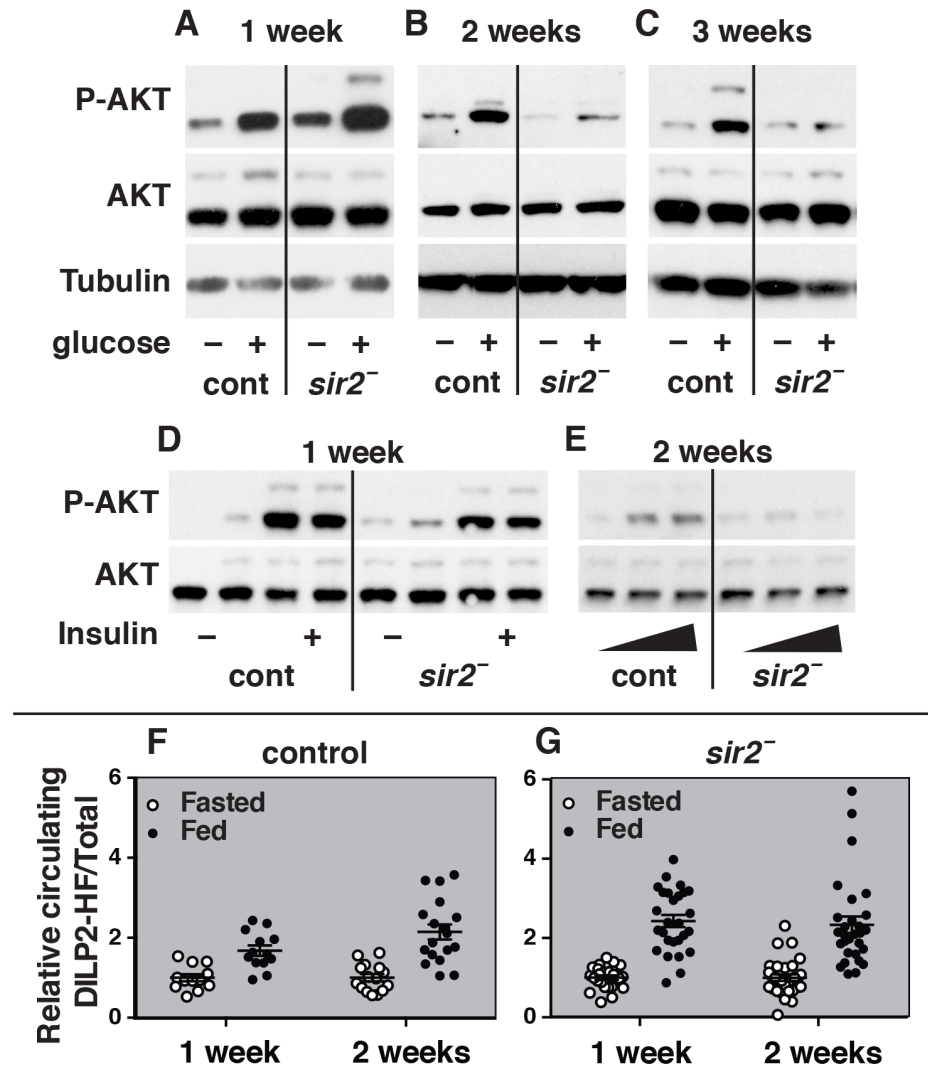 A 1 week B 2 weeks C 3 weeks
P-AKT
AKT
Tubulin
glucose − + − + − + − + − + − +
cont sir2⁻ cont sir2⁻ cont sir2⁻
D 1 week E 2 weeks
P-AKT
AKT
Insulin − + − +
cont sir2⁻ cont sir2⁻
F control G sir2⁻
Relative circulating
DILP2-HF/Total
6 6
Fasted Fasted
Fed Fed
4 4
2 2
0 0
1 week 2 weeks 1 week 2 weeks